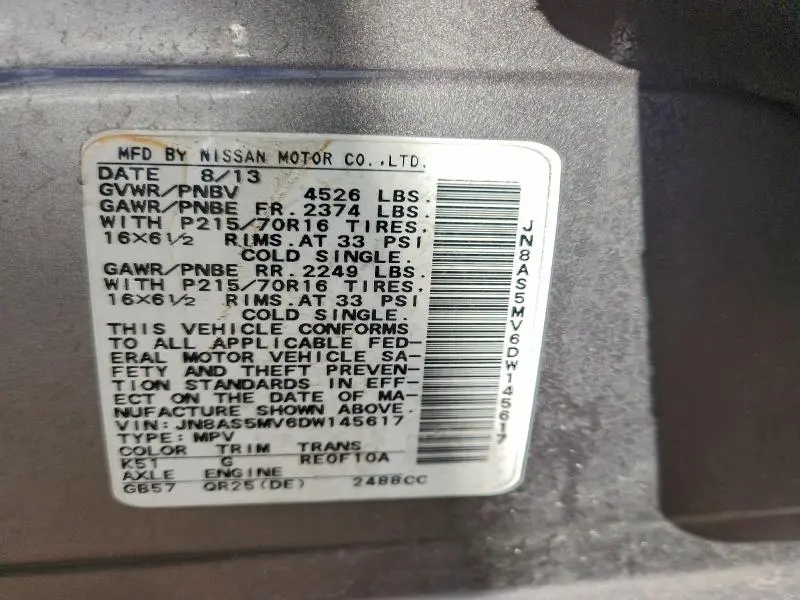 MFD BY NISSAN MOTOR CO.,LTD.
DATE 8/13
GVWR/PNBV 4526 LBS.
GAWR/PNBE FR. 2374 LBS.
WITH P215/70R16 TIRES.
16X6½ RIMS.AT 33 PSI
COLD SINGLE.
GAWR/PNBE RR. 2249 LBS.
WITH P215/70R16 TIRES.
16X6½ RIMS.AT 33 PSI
COLD SINGLE.
THIS VEHICLE CONFORMS
TO ALL APPLICABLE FED-
ERAL MOTOR VEHICLE SA-
FETY AND THEFT PREVEN-
TION STANDARDS IN EFF-
ECT ON THE DATE OF MA-
NUFACTURE SHOWN ABOVE.
VIN: JN8AS5MV6DW145617
TYPE: MPV
COLOR TRIM TRANS
K51 G RE0F10A
AXLE ENGINE
GB57 QR25(DE) 2488CC
JN8AS5MV6DW145617